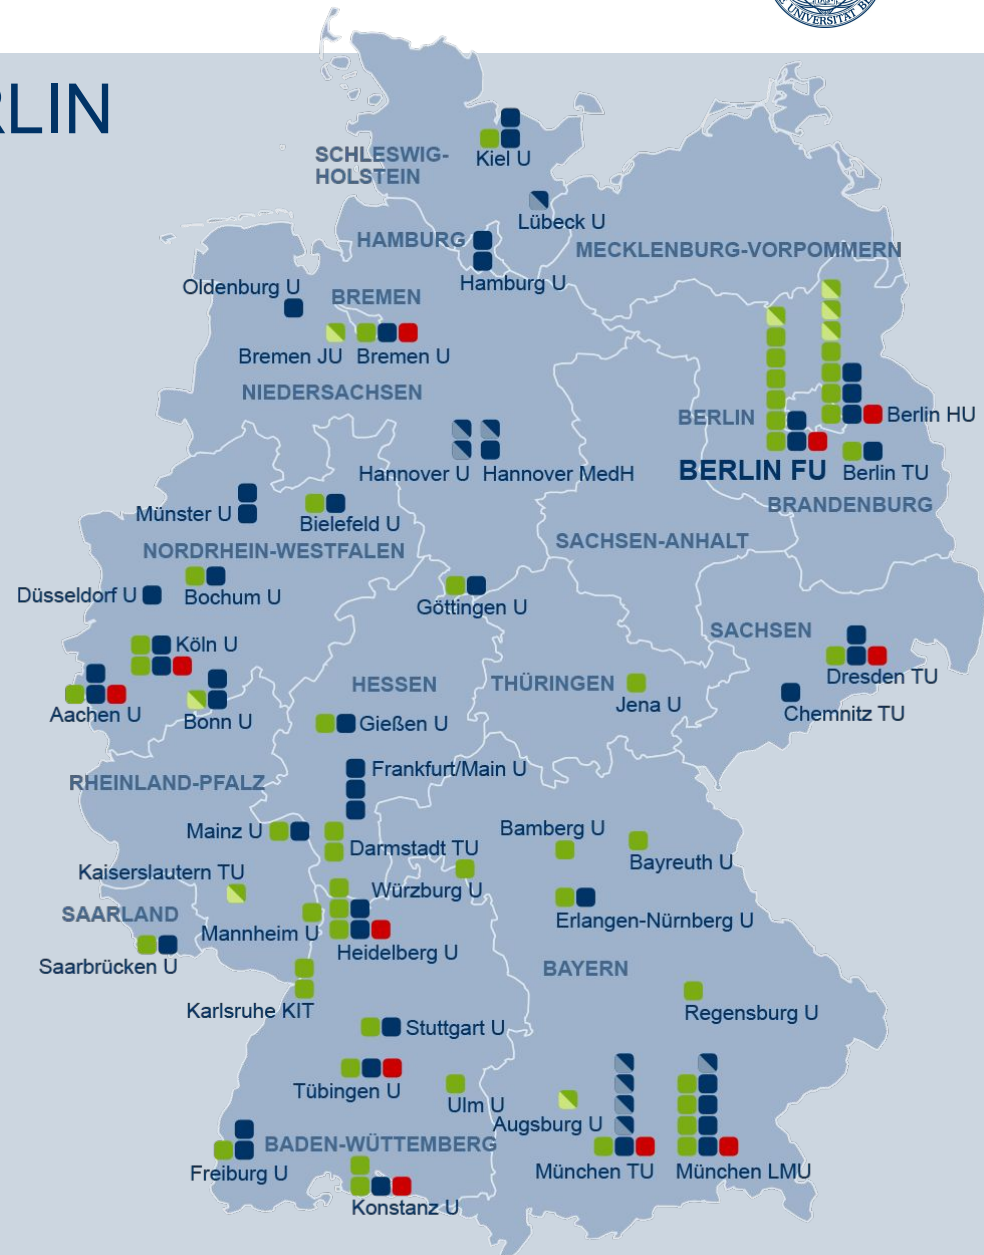 UNIVERSITÄT
RLIN
SCHLESWIG-
HOLSTEIN
Kiel U
Lübeck U
HAMBURG
Hamburg U
MECKLENBURG-VORPOMMERN
Oldenburg U
BREMEN
Bremen JU
Bremen U
NIEDERSACHSEN
BERLIN
Berlin HU
Hannover U
Hannover MedH
BERLIN FU
Berlin TU
BRANDENBURG
Münster U
Bielefeld U
NORDRHEIN-WESTFALEN
SACHSEN-ANHALT
Düsseldorf U
Bochum U
Göttingen U
Köln U
SACHSEN
Dresden TU
Aachen U
Bonn U
HESSEN
THÜRINGEN
Jena U
Chemnitz TU
Gießen U
Frankfurt/Main U
RHEINLAND-PFALZ
Mainz U
Darmstadt TU
Bamberg U
Bayreuth U
Kaiserslautern TU
Würzburg U
SAARLAND
Mannheim U
Heidelberg U
Erlangen-Nürnberg U
Saarbrücken U
BAYERN
Karlsruhe KIT
Regensburg U
Stuttgart U
Tübingen U
Ulm U
Augsburg U
BADEN-WÜTTEMBERG
Freiburg U
München TU
München LMU
Konstanz U